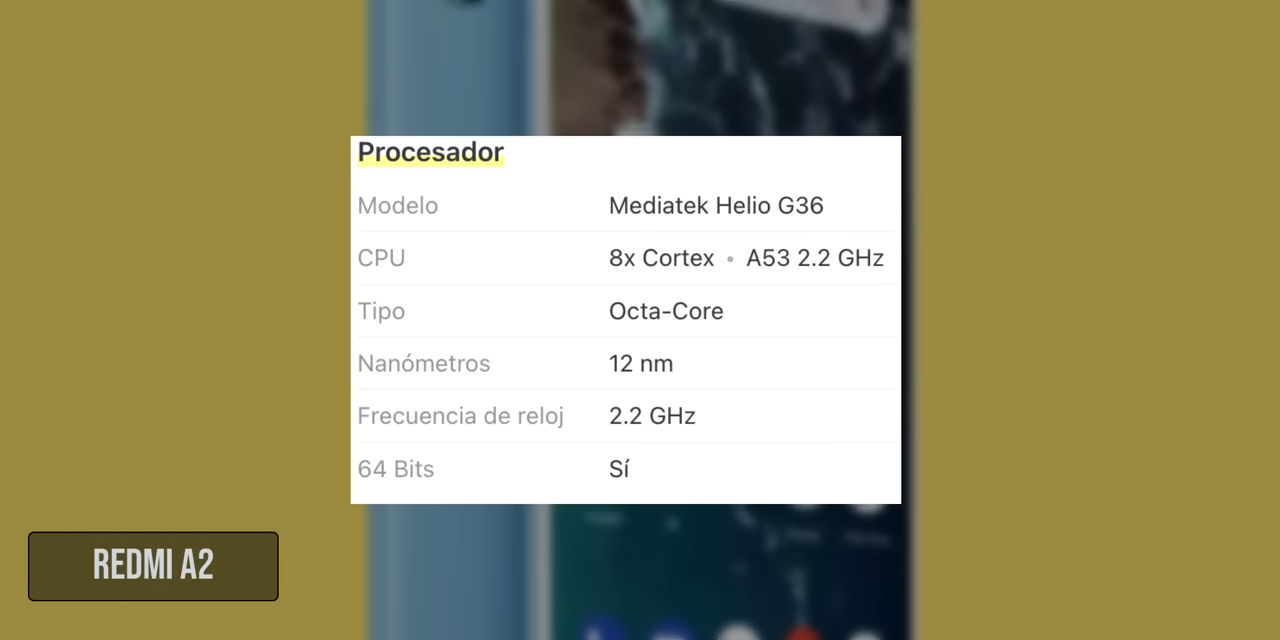 Procesador
Modelo Mediatek Helio G36
CPU 8x Cortex • A53 2.2 GHz
Tipo Octa-Core
Nanómetros 12 nm
Frecuencia de reloj 2.2 GHz
64 Bits Sí
REDMI A2